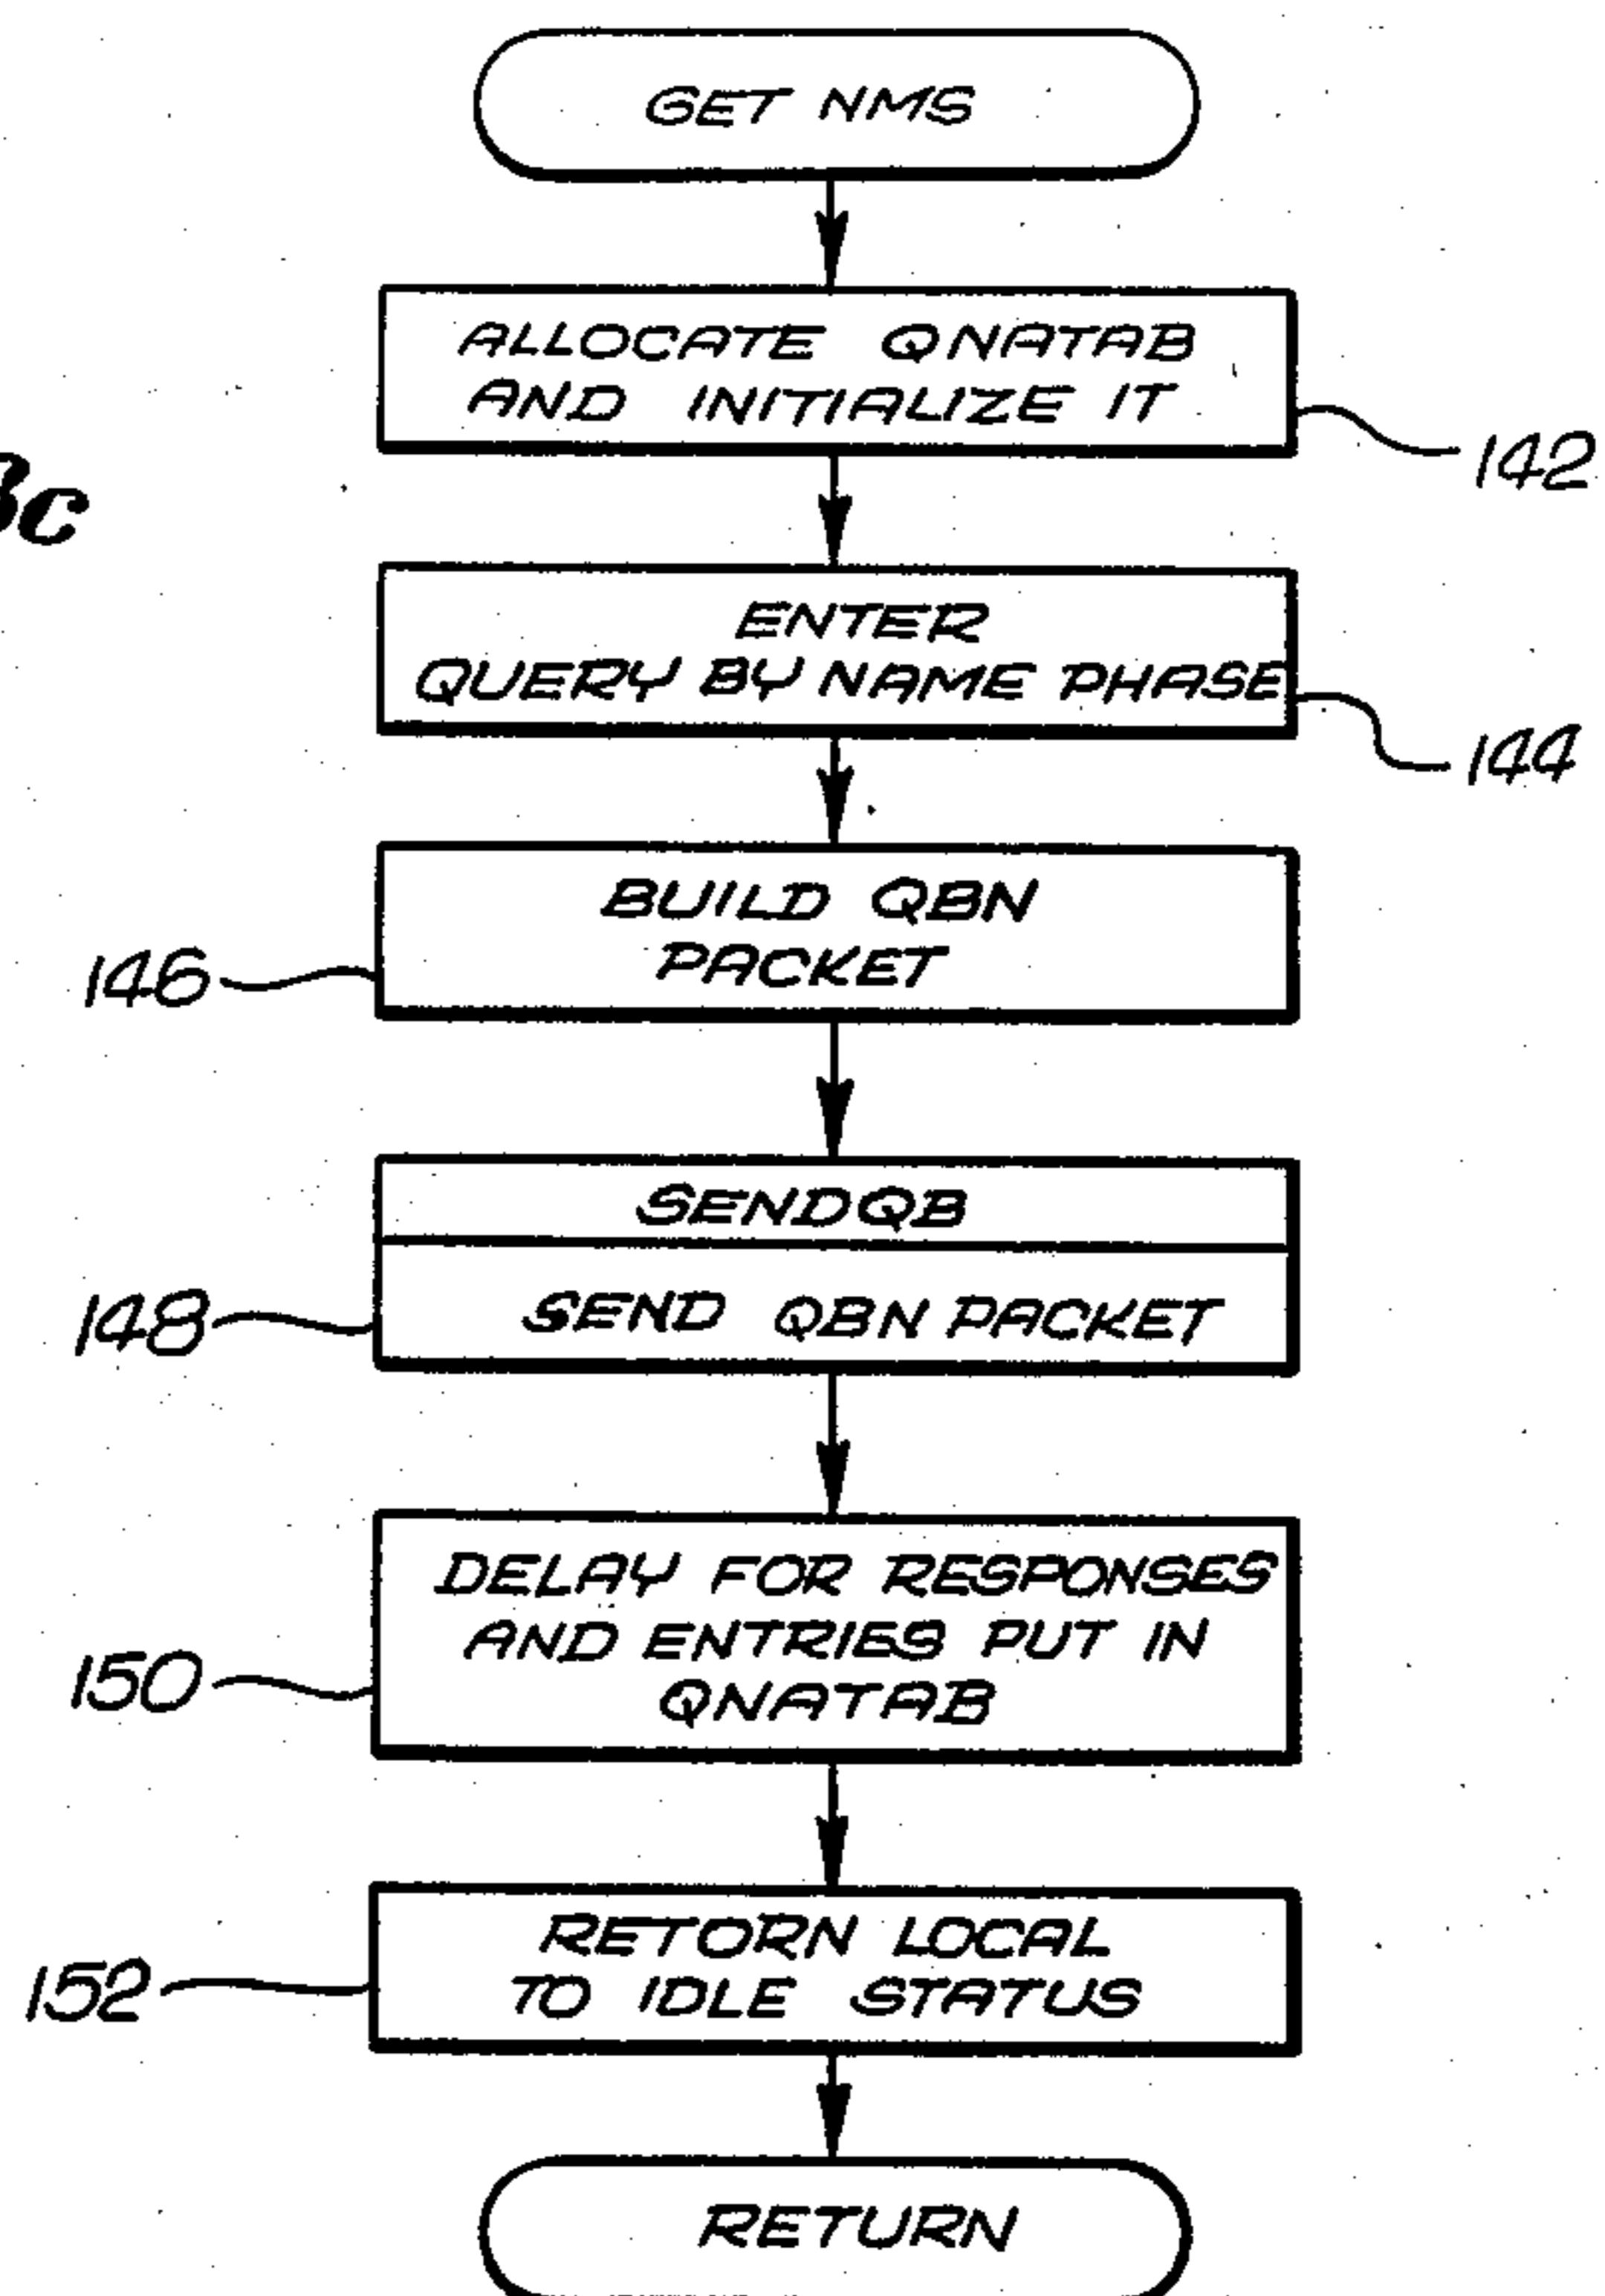 GET NMS
ALLOCATE QNATAB
AND INITIALIZE IT
142
3c
ENTER
QUERY BY NAME PHASE
144
BUILD QBN
PACKET
146
SENDQB
SEND QBN PACKET
148
DELAY FOR RESPONSES
AND ENTRIES PUT IN
QNATAB
150
RETORN LOCAL
TO IDLE STATUS
152
RETURN